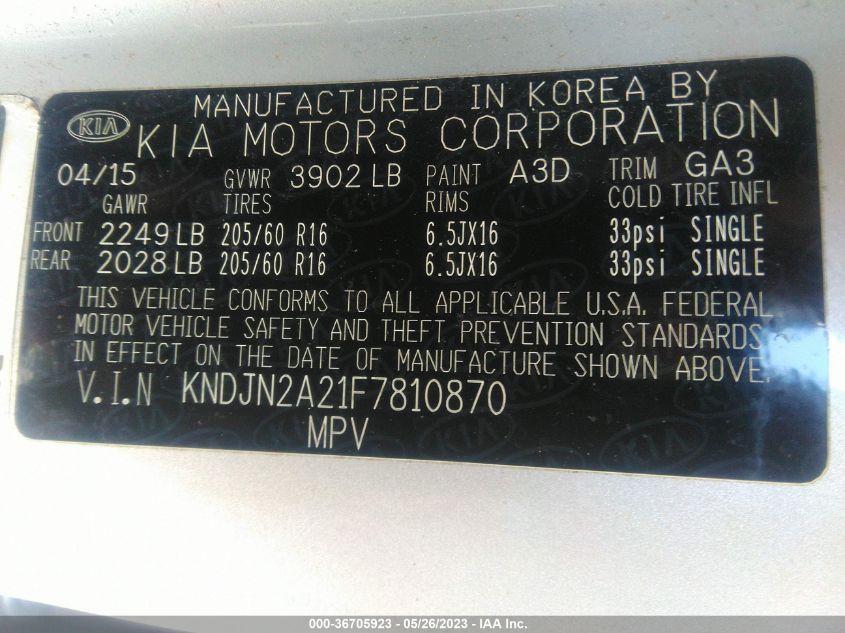 MANUFACTURED IN KOREA BY
KIA KIA MOTORS CORPORATION
04/15 GVWR 3902 LB PAINT A3D TRIM GA3
GAWR TIRES RIMS COLD TIRE INFL
FRONT 2249 LB 205/60 R16 6.5JX16 33psi SINGLE
REAR 2028 LB 205/60 R16 6.5JX16 33psi SINGLE
THIS VEHICLE CONFORMS TO ALL APPLICABLE U.S.A. FEDERAL
MOTOR VEHICLE SAFETY AND THEFT PREVENTION STANDARDS
IN EFFECT ON THE DATE OF MANUFACTURE SHOWN ABOVE.
V.I.N KNDJN2A21F7810870
MPV
000-36705923 - 05/26/2023 - IAA Inc.